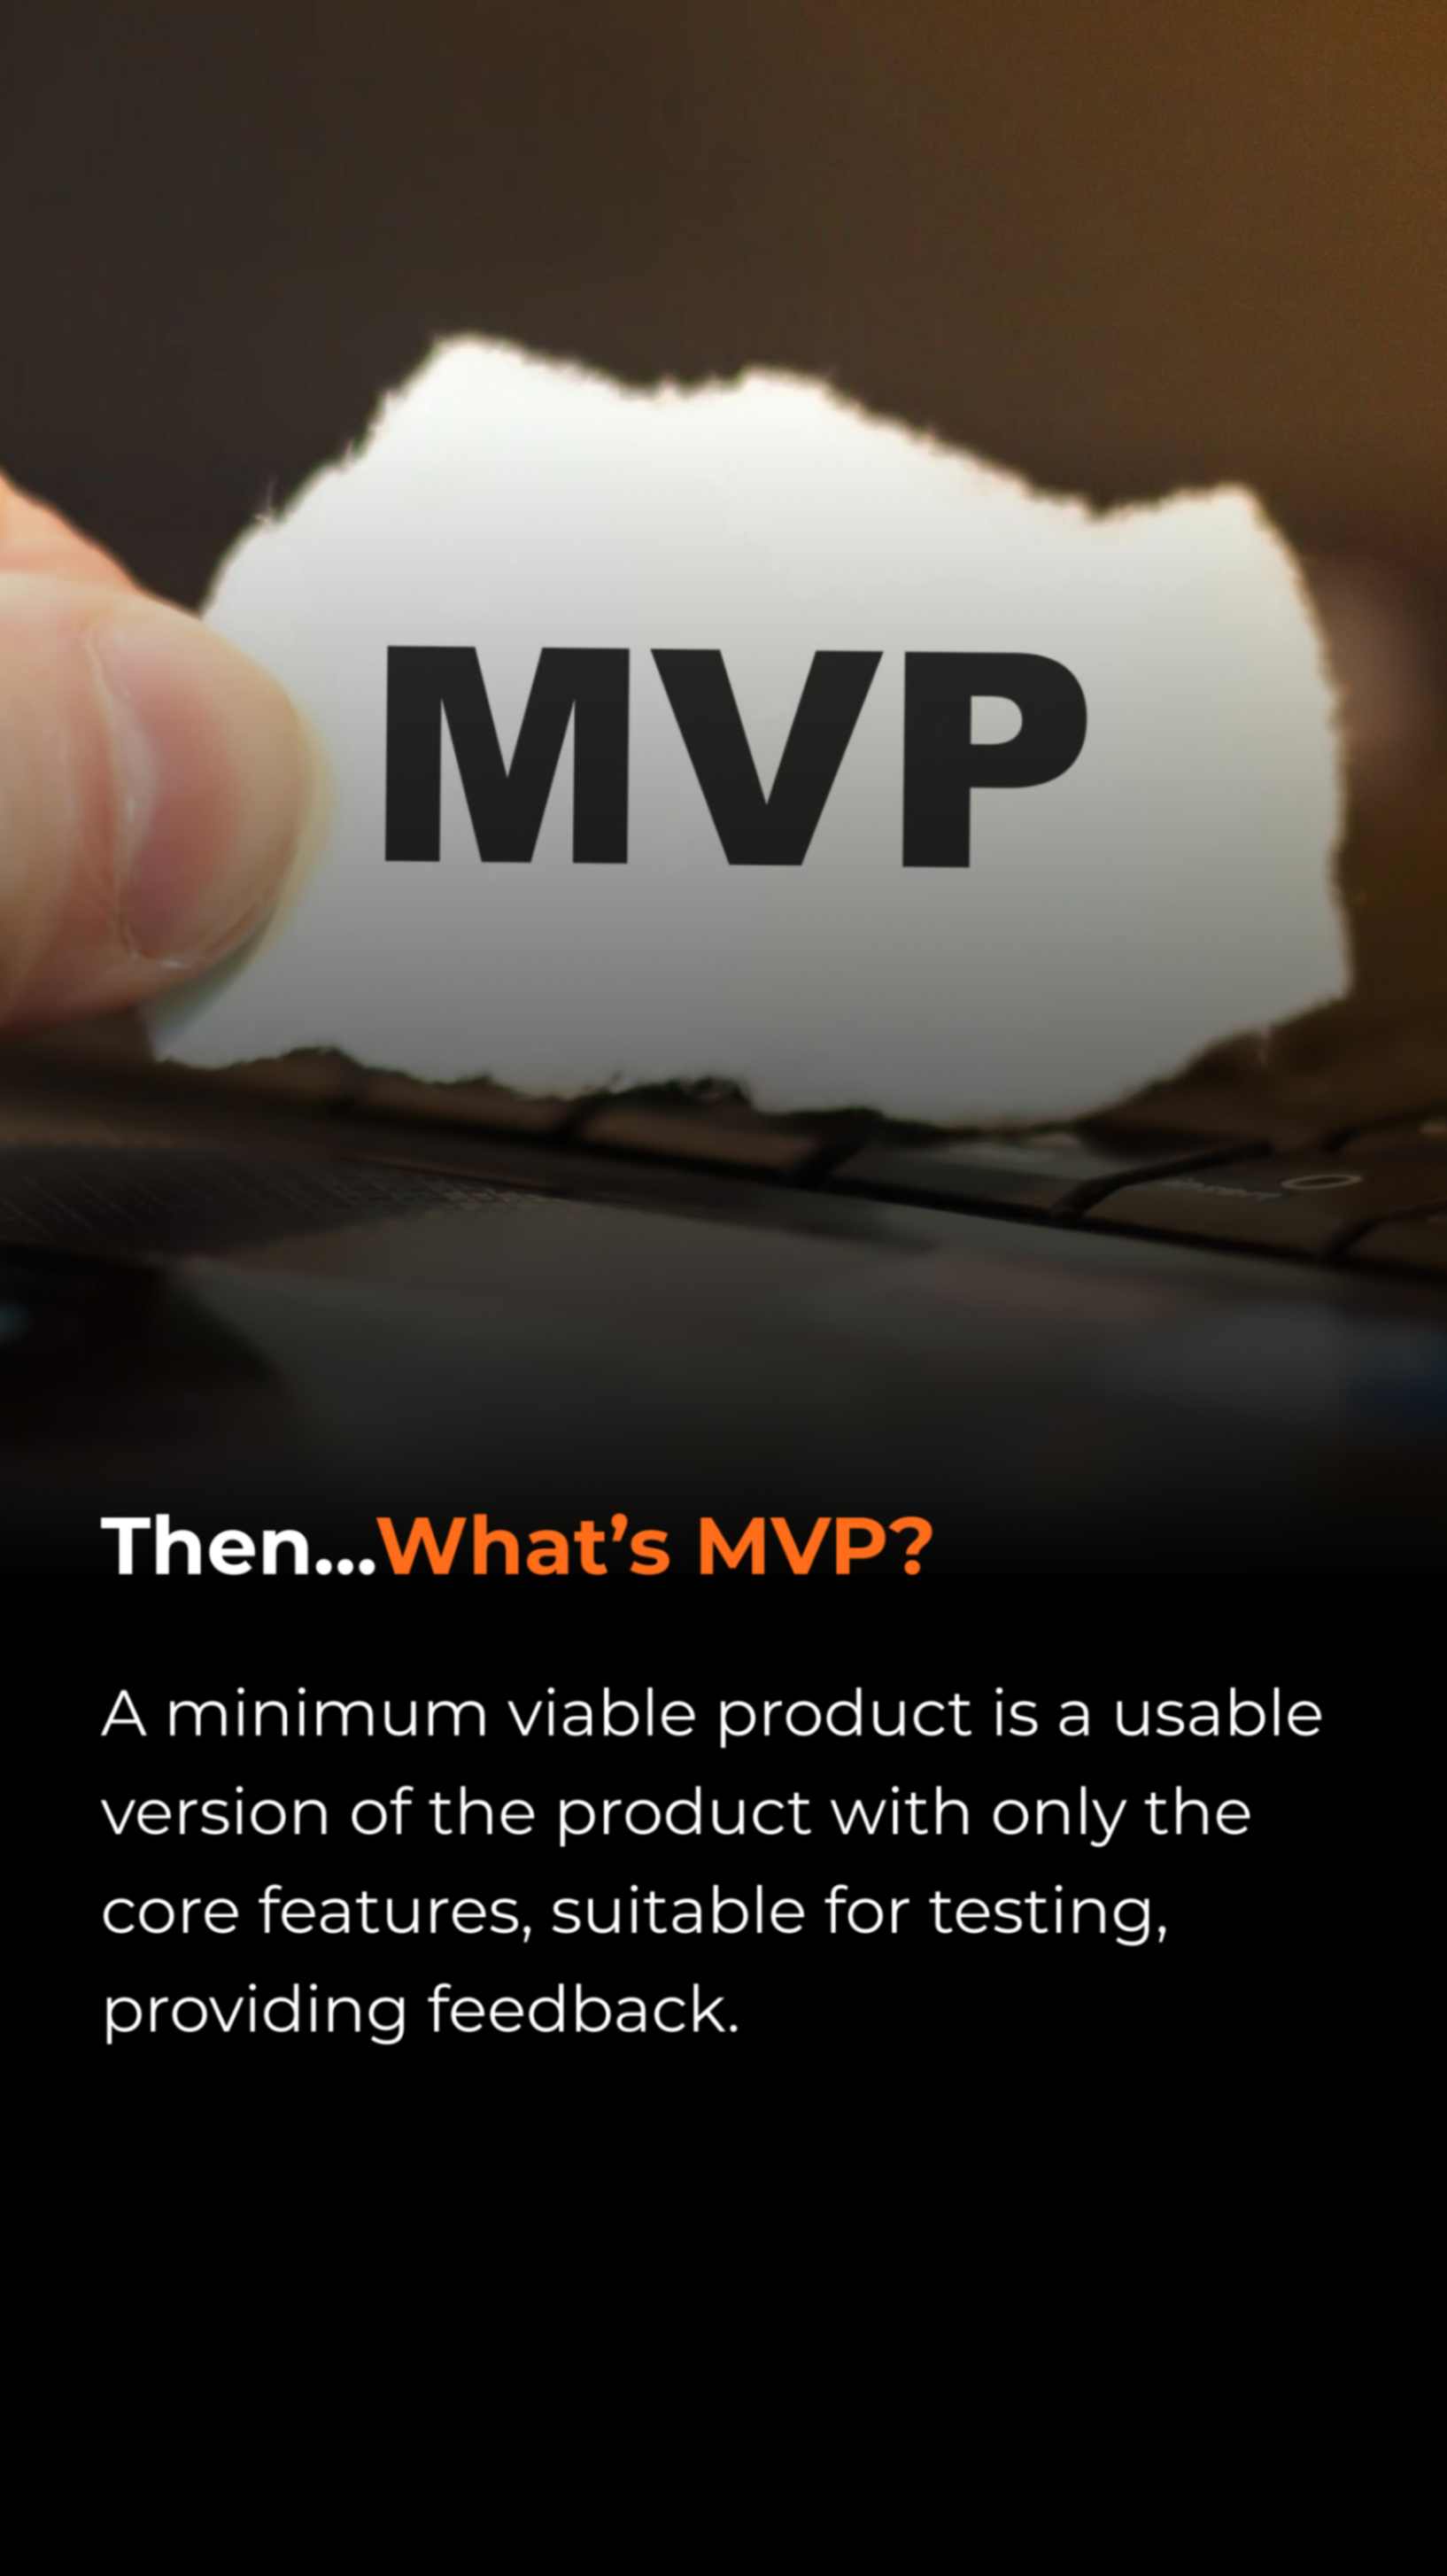 MVP
Then...What’s MVP?
A minimum viable product is a usable
version of the product with only the
core features, suitable for testing,
providing feedback.